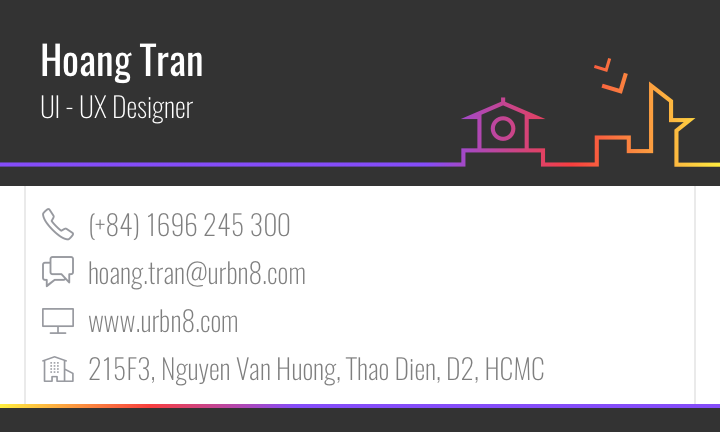 Hoang Tran
UI - UX Designer
(+84) 1696 245 300
hoang.tran@urbn8.com
www.urbn8.com
215F3, Nguyen Van Huong, Thao Dien, D2, HCMC